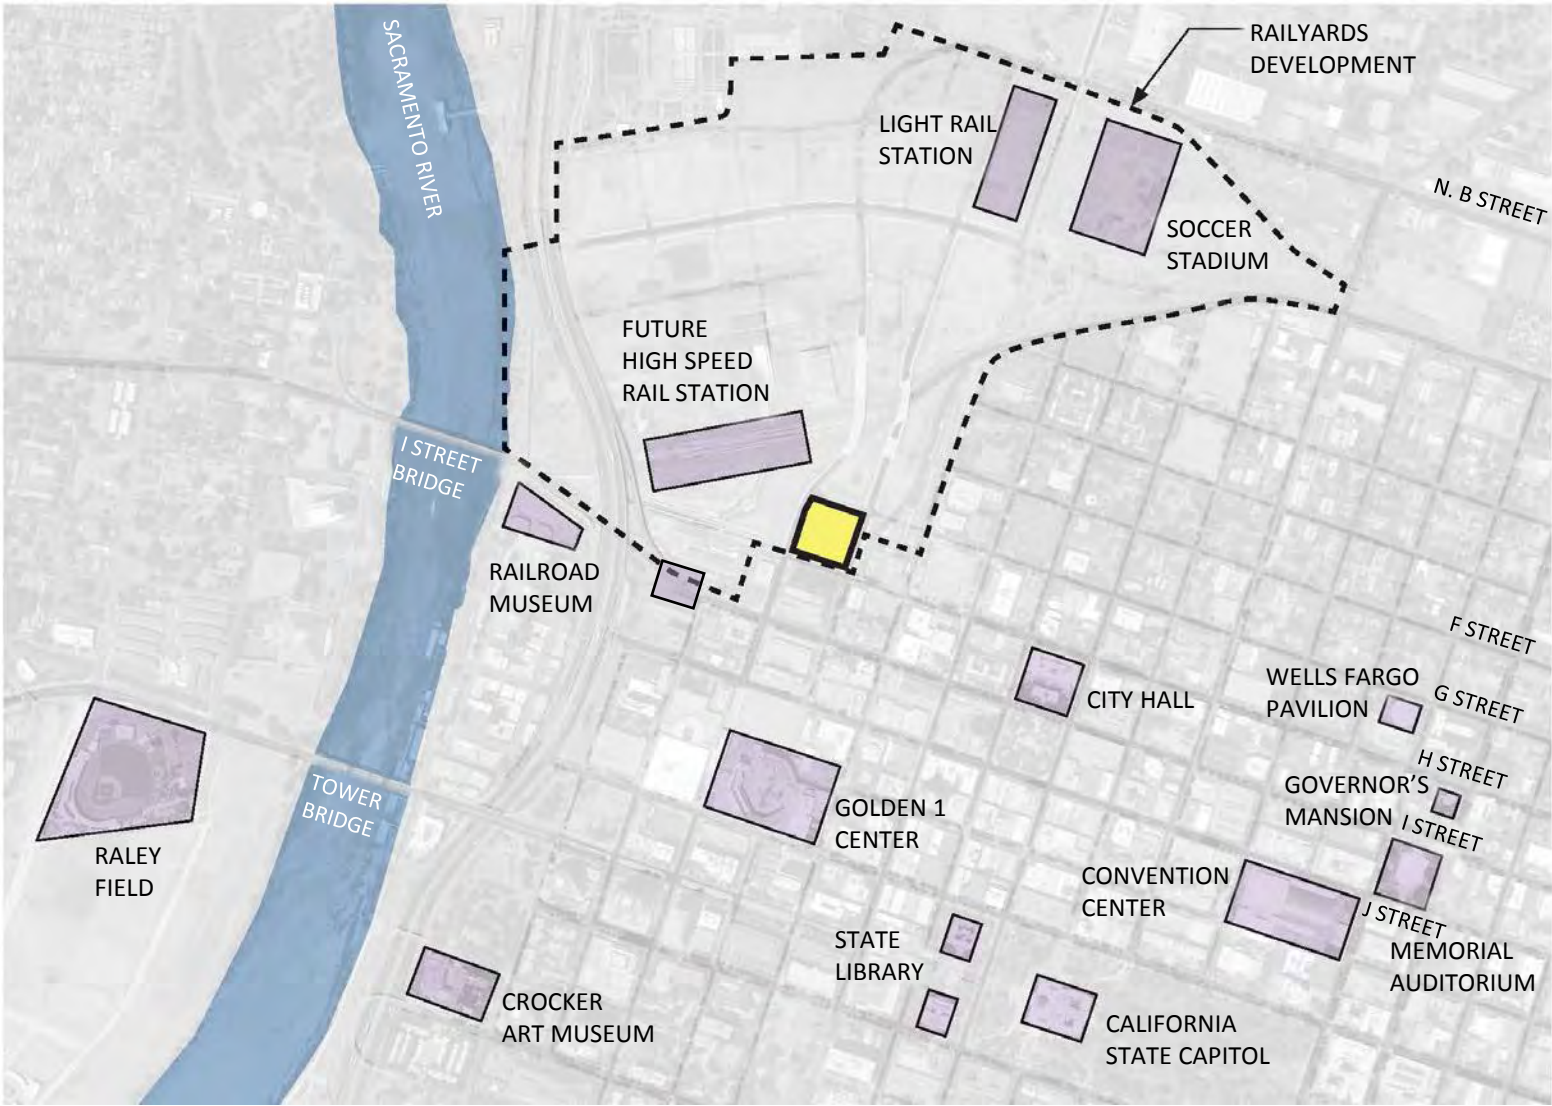 RAILYARDS
DEVELOPMENT
SACRAMENTO RIVER
LIGHT RAIL
STATION
N. B STREET
SOCCER
STADIUM
FUTURE
HIGH SPEED
RAIL STATION
I STREET
BRIDGE
RAILROAD
MUSEUM
F STREET
WELLS FARGO
PAVILION
G STREET
CITY HALL
H STREET
TOWER
BRIDGE
GOVERNOR'S
MANSION
I STREET
GOLDEN 1
CENTER
RALEY
FIELD
CONVENTION
CENTER
J STREET
STATE
LIBRARY
MEMORIAL
AUDITORIUM
CROCKER
ART MUSEUM
CALIFORNIA
STATE CAPITOL